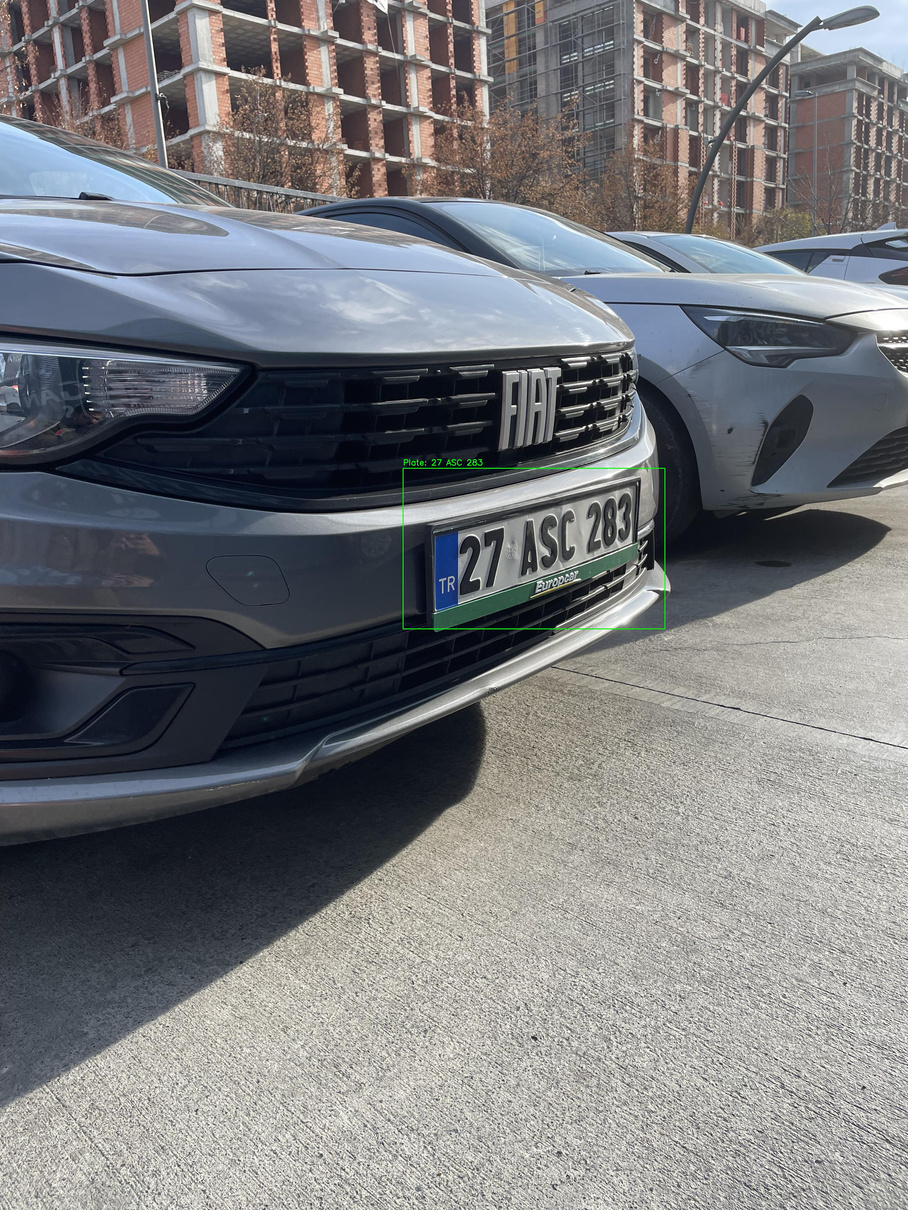 FIAT
Plate: 27 ASC 283
TR 27 ASC 283
Europcar